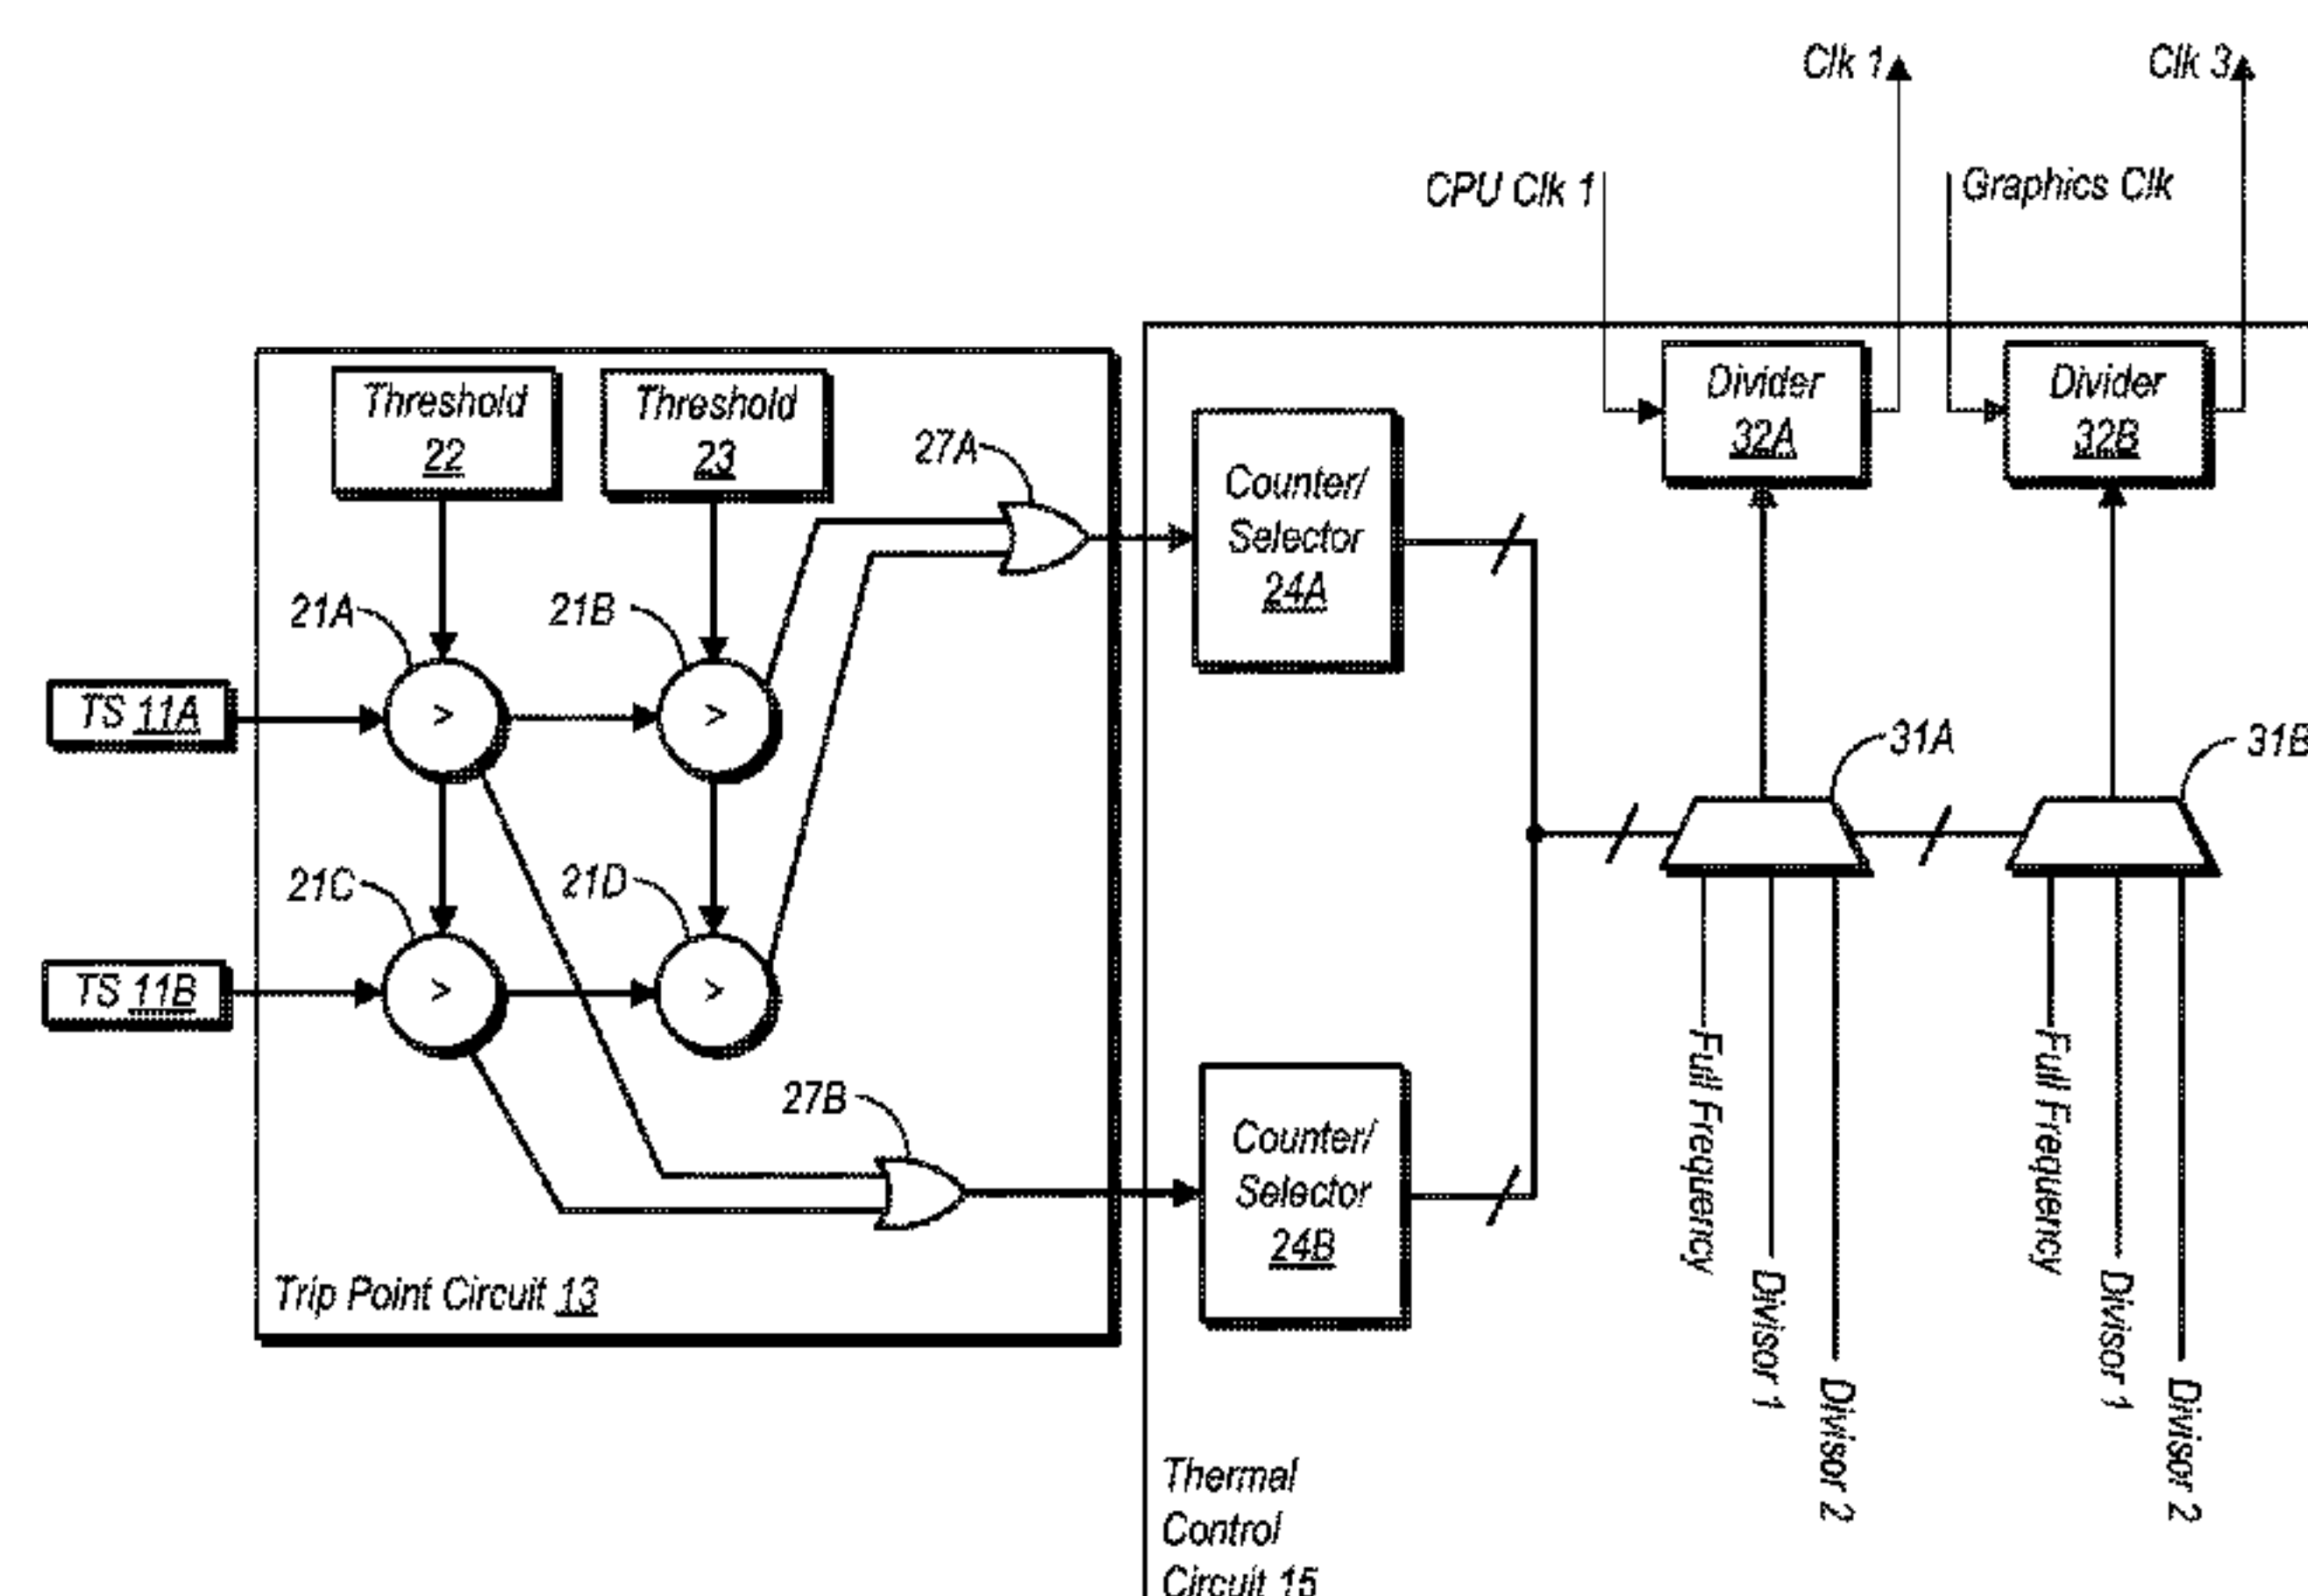 Clk 1
Clk 3
CPU Clk 1
Graphics Clk
Threshold
22
Threshold
23
27A
Counter/
Selector
24A
Divider
32A
Divider
32B
21A
21B
TS 11A
>
>
31A
31B
21C
21D
TS 11B
>
>
27B
Counter/
Selector
24B
Full Frequency
Divisor 1
Divisor 2
Full Frequency
Divisor 1
Divisor 2
Trip Point Circuit 13
Thermal
Control
Circuit 15